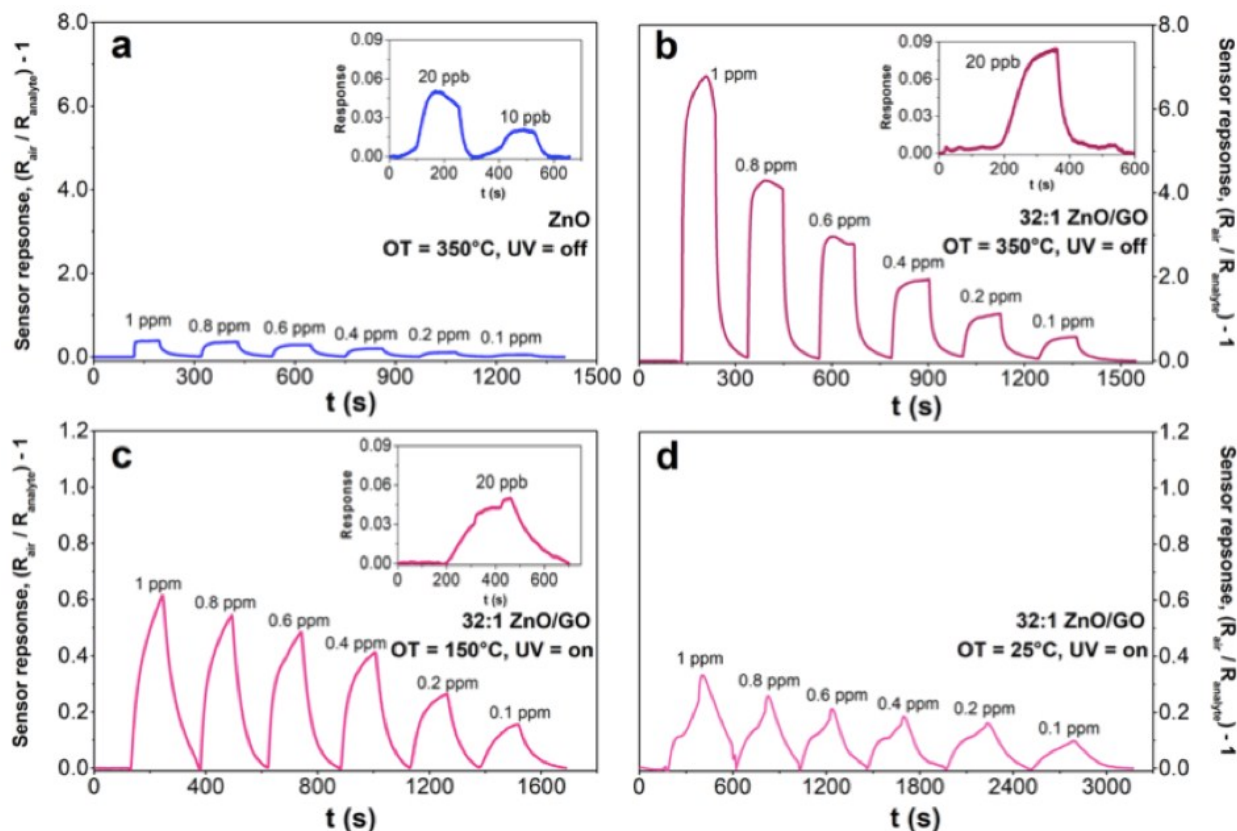 a
Sensor repsonse, (R_air / R_analyte) - 1
8.0
6.0
4.0
2.0
0.0
0.09
0.06
0.03
0.00
Response
20 ppb
10 ppb
0 200 400 600
t (s)
ZnO
OT = 350°C, UV = off
1 ppm 0.8 ppm 0.6 ppm 0.4 ppm 0.2 ppm 0.1 ppm
0 300 600 900 1200 1500
t (s)
b
1 ppm
0.8 ppm
0.6 ppm
0.4 ppm
0.2 ppm
0.1 ppm
0.09
0.06
0.03
0.00
Response
20 ppb
0 200 400 600
t (s)
32:1 ZnO/GO
OT = 350°C, UV = off
8.0
6.0
4.0
2.0
0.0
Sensor repsonse, (R_air / R_analyte) - 1
0 300 600 900 1200 1500
t (s)
c
Sensor repsonse, (R_air / R_analyte) - 1
1.2
1.0
0.8
0.6
0.4
0.2
0.0
0.09
0.06
0.03
0.00
Response
20 ppb
0 200 400 600
t (s)
32:1 ZnO/GO
OT = 150°C, UV = on
1 ppm
0.8 ppm
0.6 ppm
0.4 ppm
0.2 ppm
0.1 ppm
0 400 800 1200 1600
t (s)
d
32:1 ZnO/GO
OT = 25°C, UV = on
1 ppm
0.8 ppm
0.6 ppm
0.4 ppm
0.2 ppm
0.1 ppm
1.2
1.0
0.8
0.6
0.4
0.2
0.0
Sensor repsonse, (R_air / R_analyte) - 1
0 600 1200 1800 2400 3000
t (s)